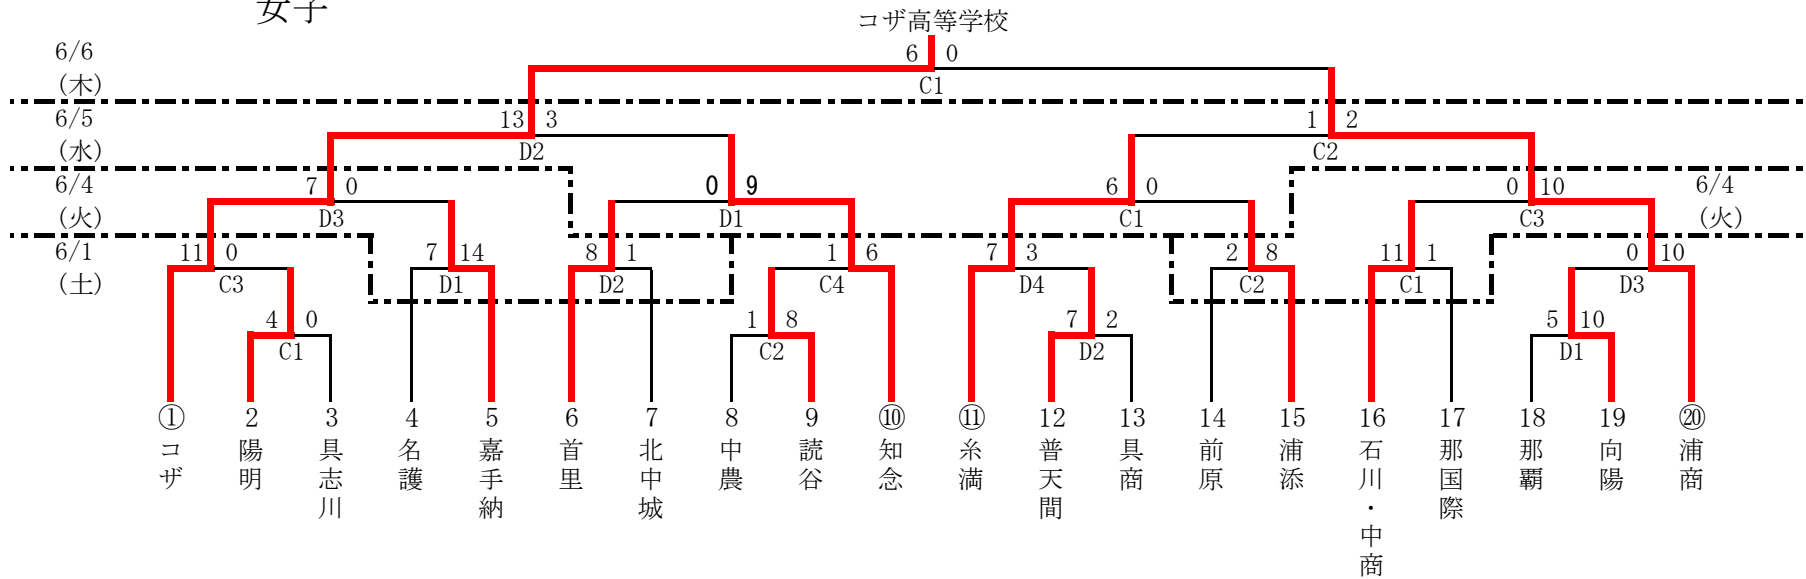 女子
コザ高等学校
6/6 6 0
(木) C1
6/5 13 3 1 2
(水) D2 C2
6/4 7 0 0 9 6 0 0 10 6/4
(火) D3 D1 C1 C3 (火)
6/1 11 0 7 14 8 1 1 6 7 3 2 8 11 1 0 10
(土) C3 D1 D2 C4 D4 C2 C1 D3
4 0 1 8 7 2 5 10
C1 C2 D2 D1
① 2 3 4 5 6 7 8 9 ⑩ ⑪ 12 13 14 15 16 17 18 19 ⑳
コザ
陽明
具志川
名護
嘉手納
首里
北中城
中農
読谷
知念
糸満
普天間
具商
前原
浦添
石川・中商
那国際
那覇
向陽
浦商